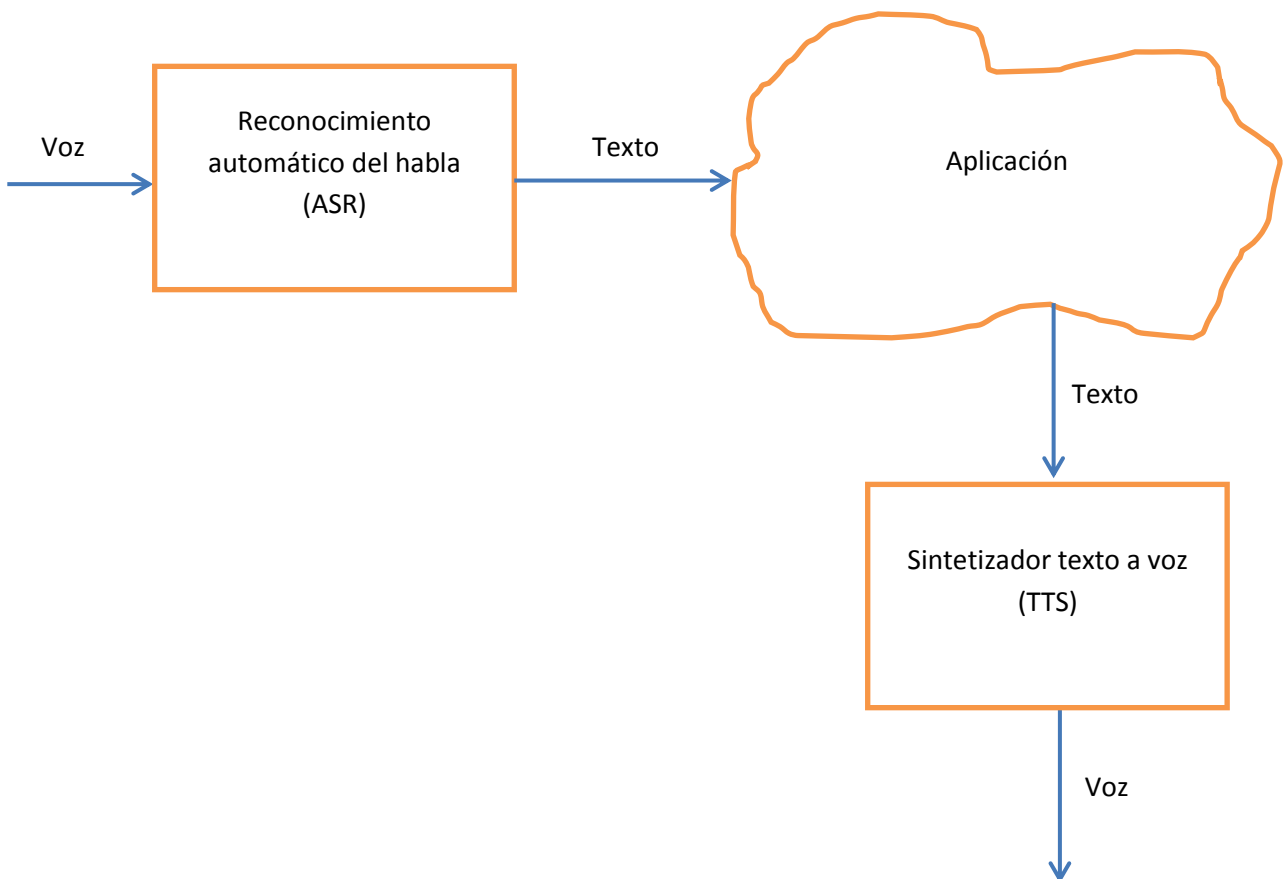 Voz
Reconocimiento
automático del habla
(ASR)
Texto
Aplicación
Texto
Sintetizador texto a voz
(TTS)
Voz